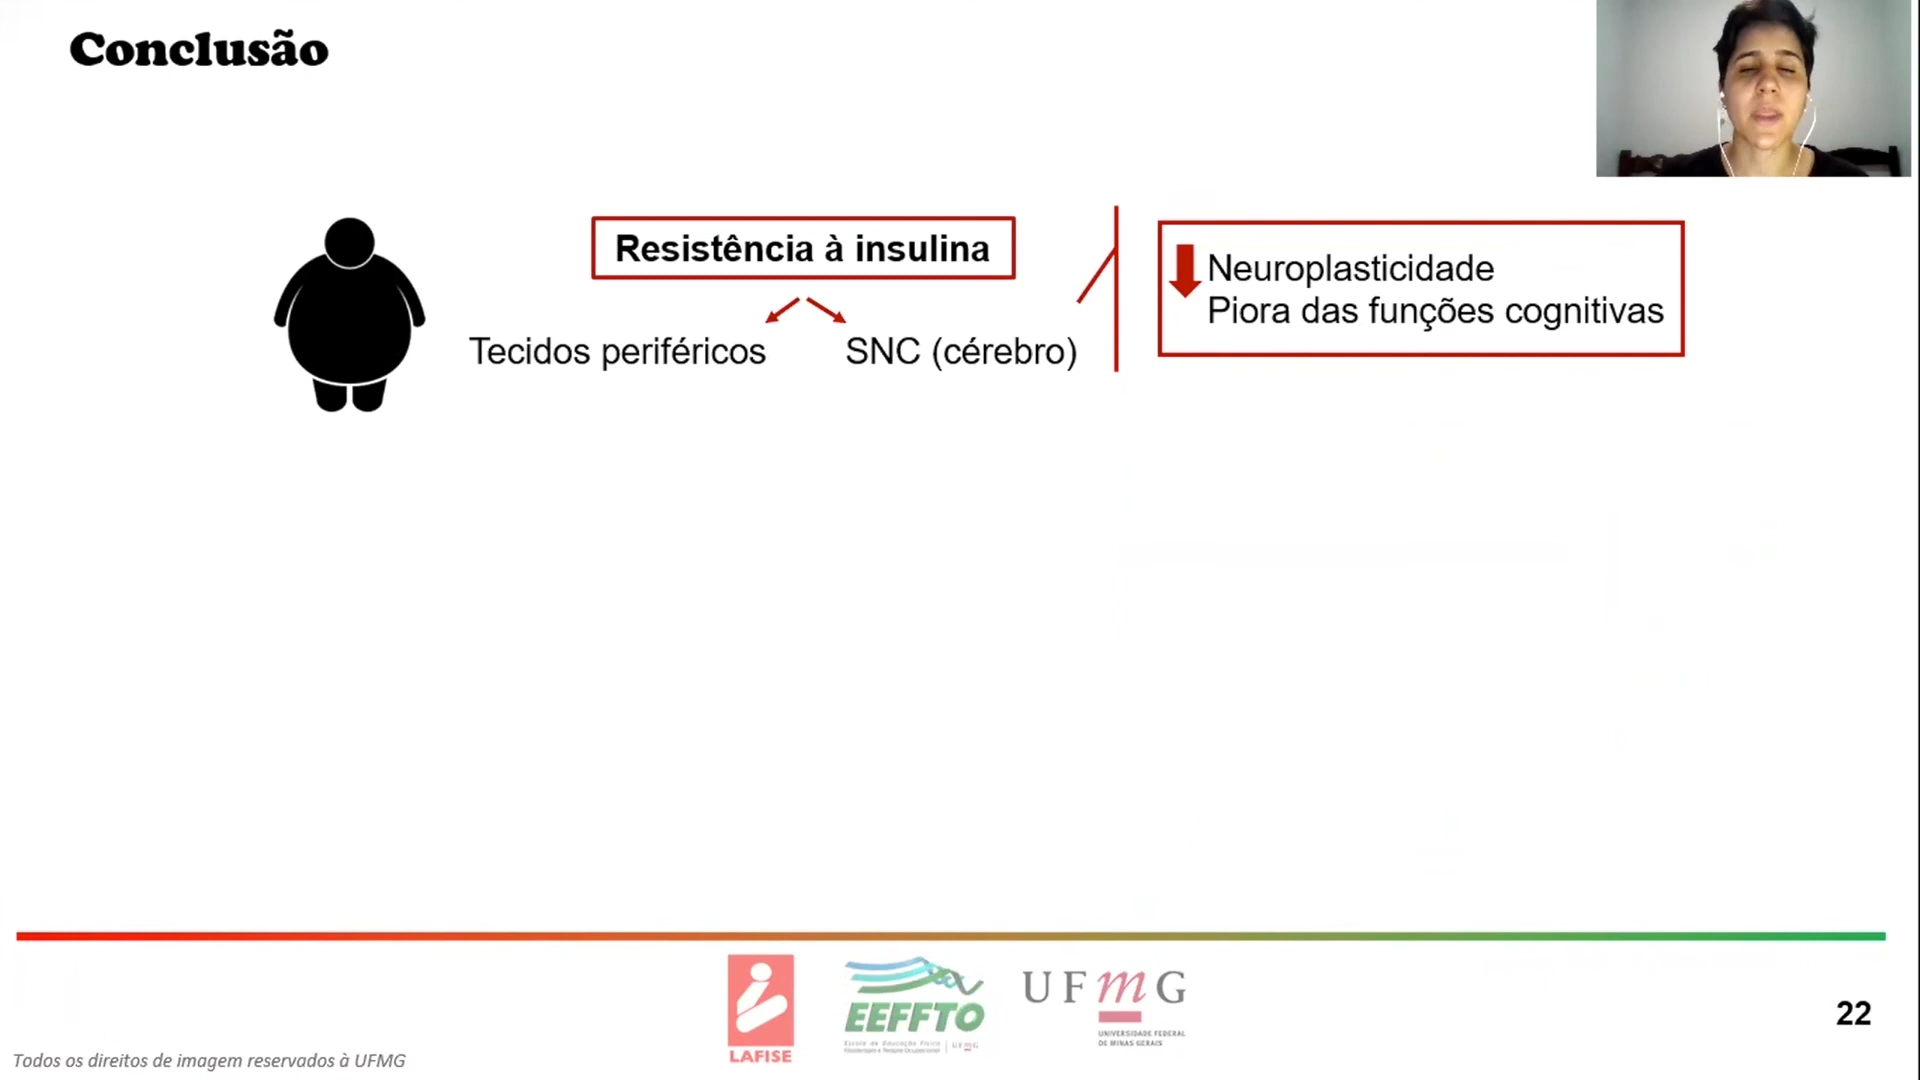 Conclusão
Resistência à insulina
Tecidos periféricos
SNC (cérebro)
Neuroplasticidade
Piora das funções cognitivas
LAFISE
EEFFTO
Escola de Educação Física
Fisioterapia e Terapia Ocupacional UFMG
UFMG
UNIVERSIDADE FEDERAL
DE MINAS GERAIS
22
Todos os direitos de imagem reservados à UFMG